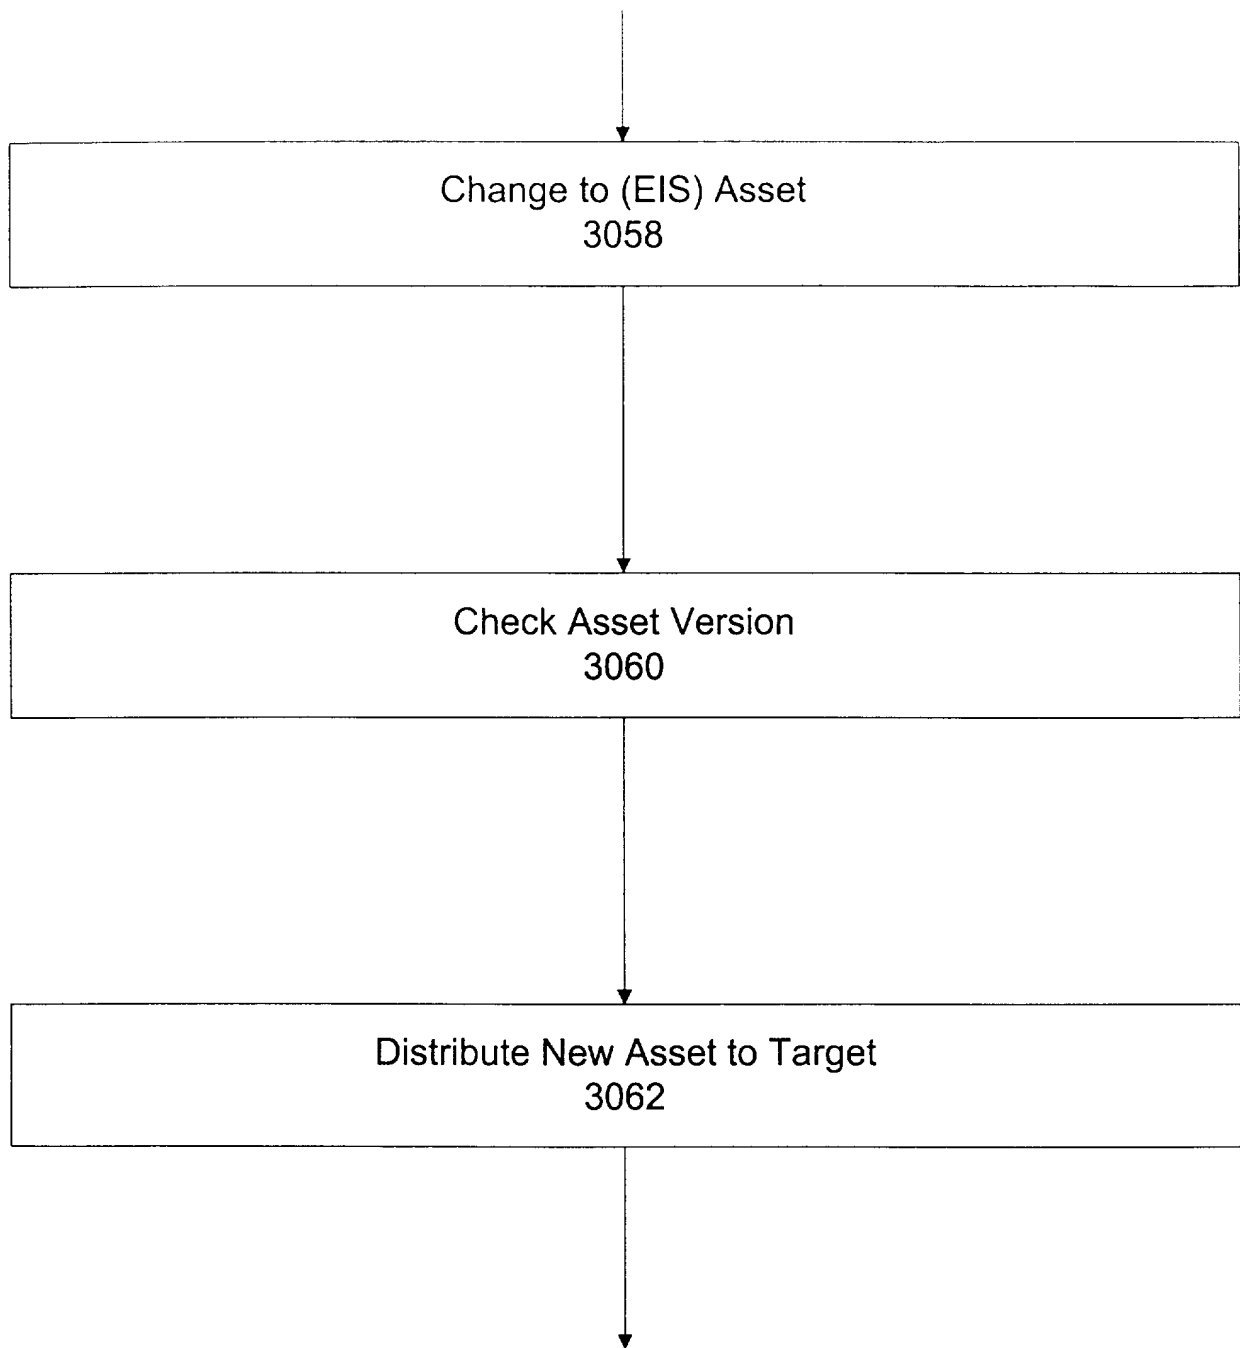 Change to (EIS) Asset
3058
Check Asset Version
3060
Distribute New Asset to Target
3062